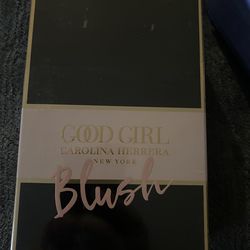 GOOD GIRL
CAROLINA HERRERA
NEW YORK
Blush